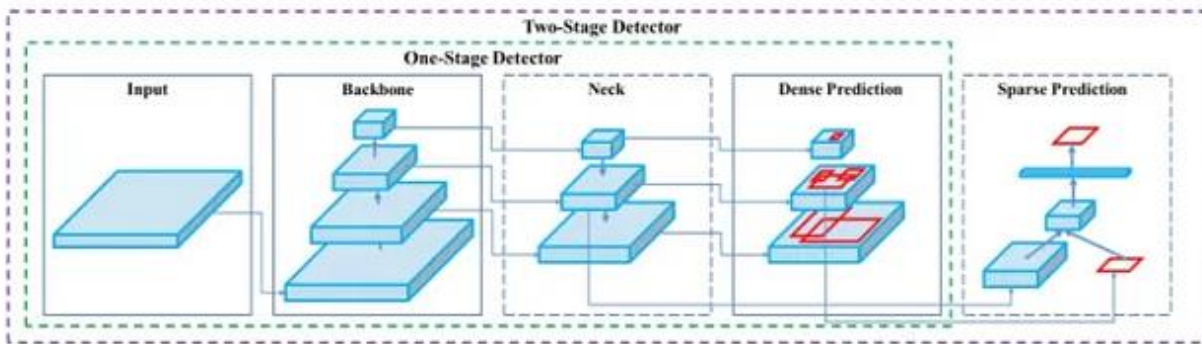 Two-Stage Detector
One-Stage Detector
Input
Backbone
Neck
Dense Prediction
Sparse Prediction